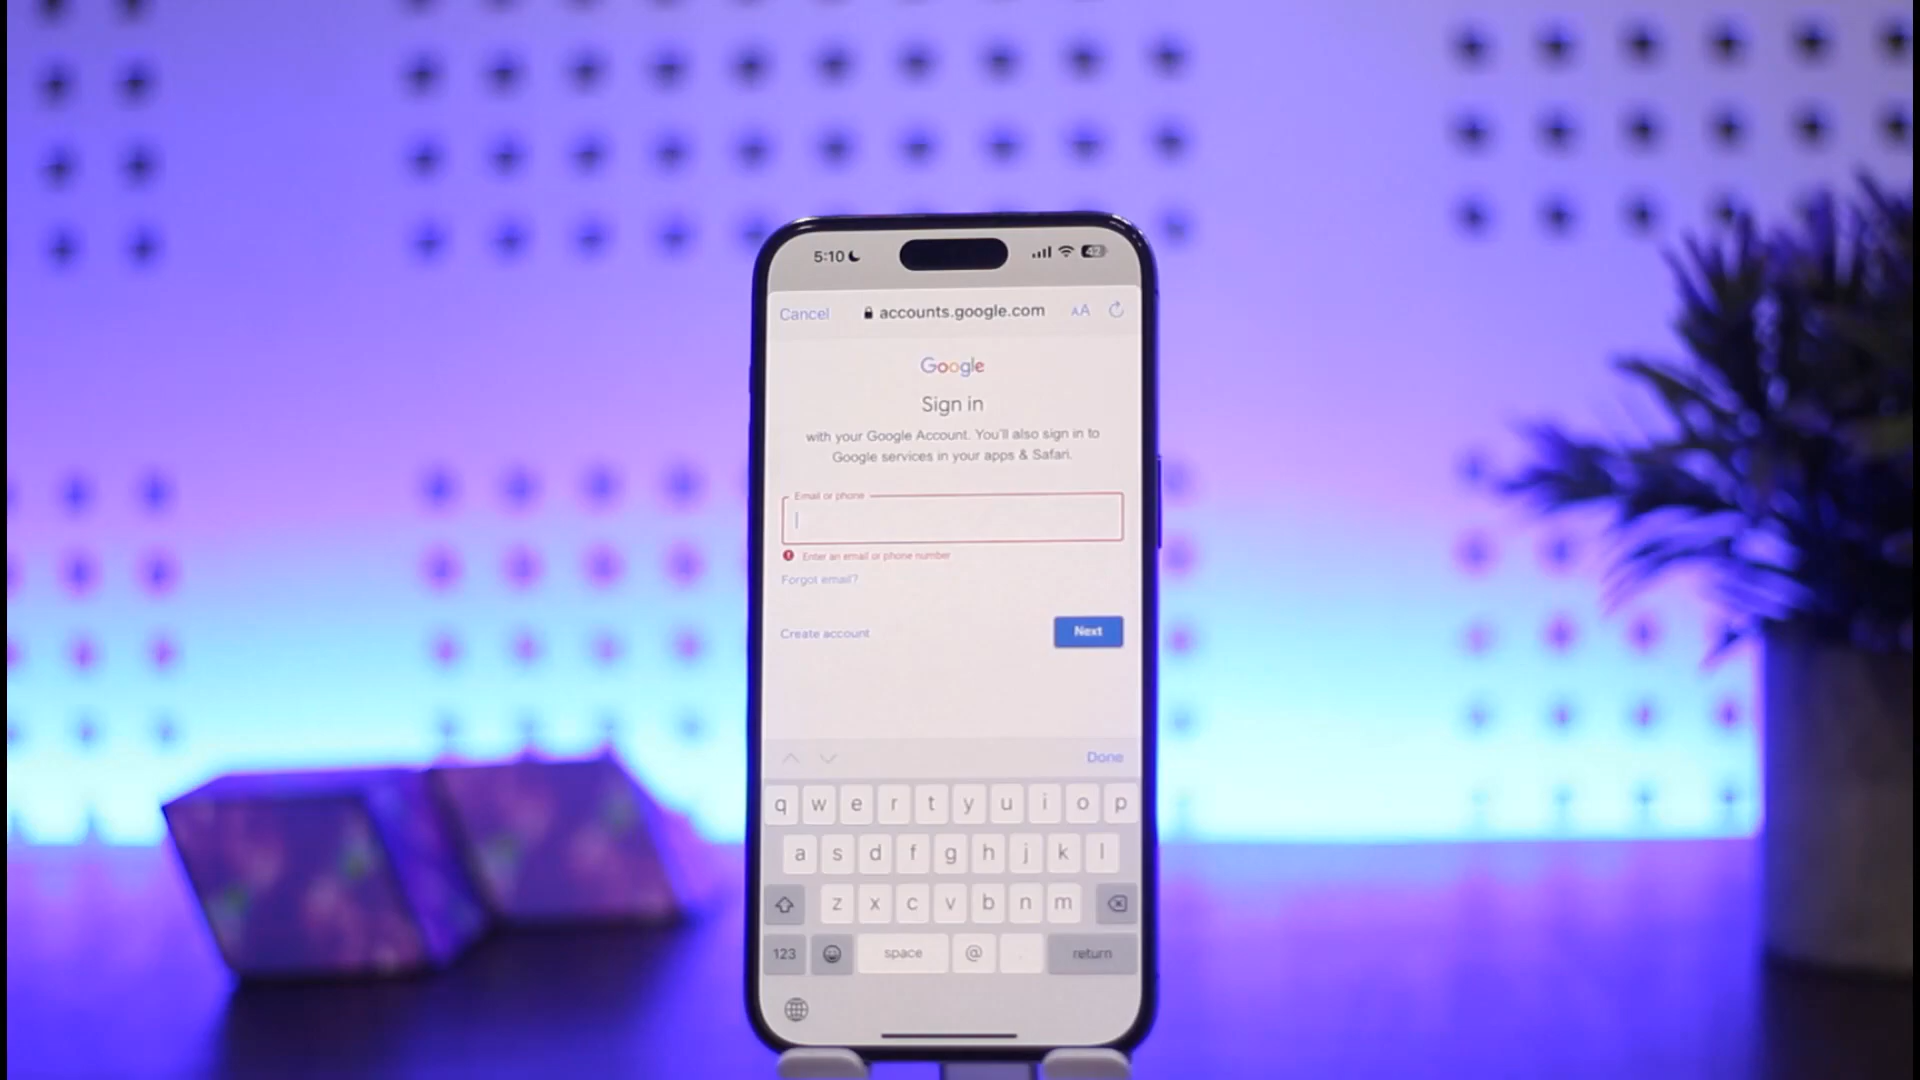 5:10
42
Cancel
accounts.google.com
AA
Google
Sign in
with your Google Account. You'll also sign in to
Google services in your apps & Safari.
Email or phone
Enter an email or phone number
Forgot email?
Create account
Next
Done
q w e r t y u i o p
a s d f g h j k l
z x c v b n m
123
space
@
.
return